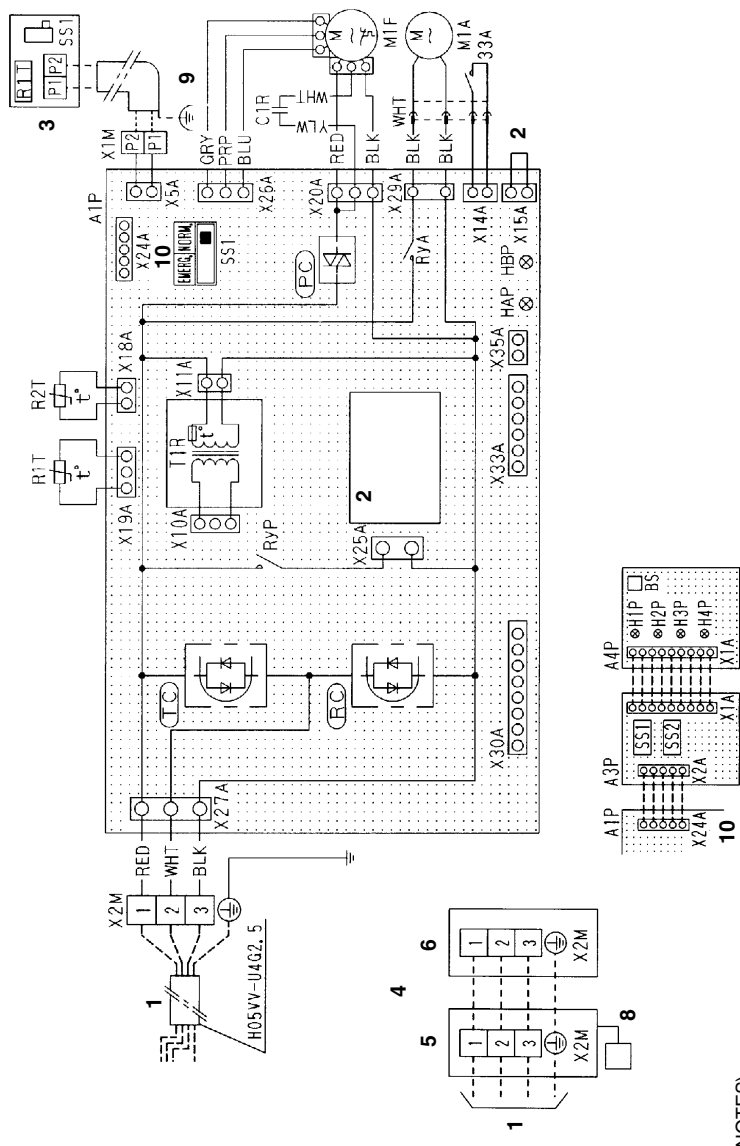 3
R1T
SS1
P1 P2
9
X1M
P2
P1
X5A
A1P
X24A
10
EMERG. NORM.
SS1
GRY
PRP
BLU
X26A
M
~
M1F
C1R
WHT
YLW
RED
BLK
X20A
PC
M
~
M1A
WHT
BLK
BLK
X29A
RyA
33A
X14A
2
X15A
HAP
HBP
R2T
t°
X18A
R1T
t°
X19A
X11A
T1R
t°
X10A
RyP
X25A
2
X35A
X33A
X30A
TC
RC
X27A
RED
WHT
BLK
X2M
1
2
3
1
H05VV-U4G2.5
4
5
1
2
3
X2M
6
1
2
3
X2M
8
1
A1P
X24A
10
A3P
X2A
SS1
SS2
X1A
A4P
X1A
H1P
H2P
H3P
H4P
BS
NOTES)